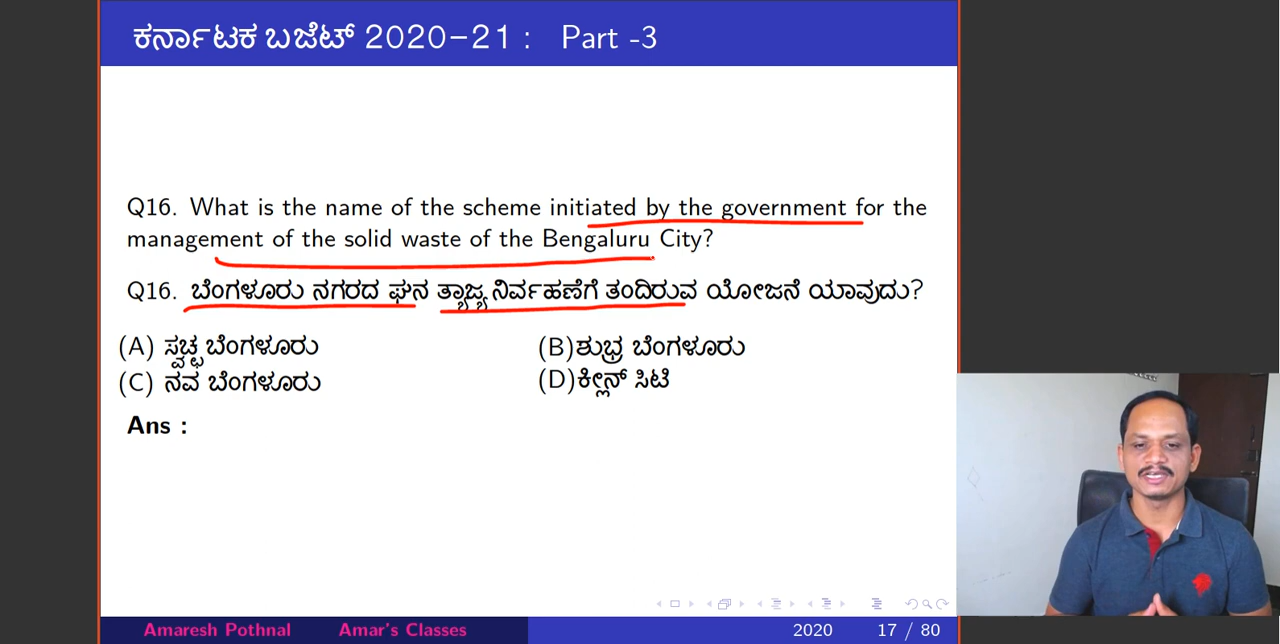 ಕರ್ನಾಟಕ ಬಜೆಟ್ 2020-21 : Part -3
Q16. What is the name of the scheme initiated by the government for the
management of the solid waste of the Bengaluru City?
Q16. ಬೆಂಗಳೂರು ನಗರದ ಘನ ತ್ಯಾಜ್ಯ ನಿರ್ವಹಣೆಗೆ ತಂದಿರುವ ಯೋಜನೆ ಯಾವುದು?
(A) ಸ್ವಚ್ಛ ಬೆಂಗಳೂರು (B)ಶುಭ್ರ ಬೆಂಗಳೂರು
(C) ನವ ಬೆಂಗಳೂರು (D)ಕ್ಲೀನ್ ಸಿಟಿ
Ans :
Amaresh Pothnal Amar's Classes 2020 17 / 80